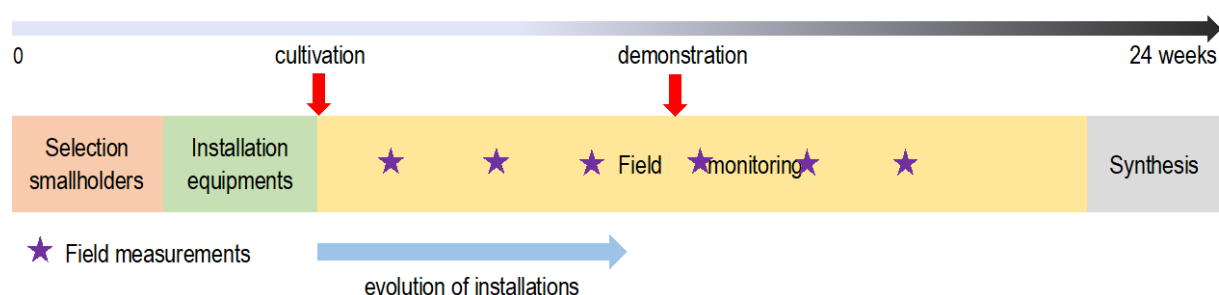 0 cultivation demonstration 24 weeks
Selection
smallholders
Installation
equipments
Field monitoring
Synthesis
Field measurements
evolution of installations